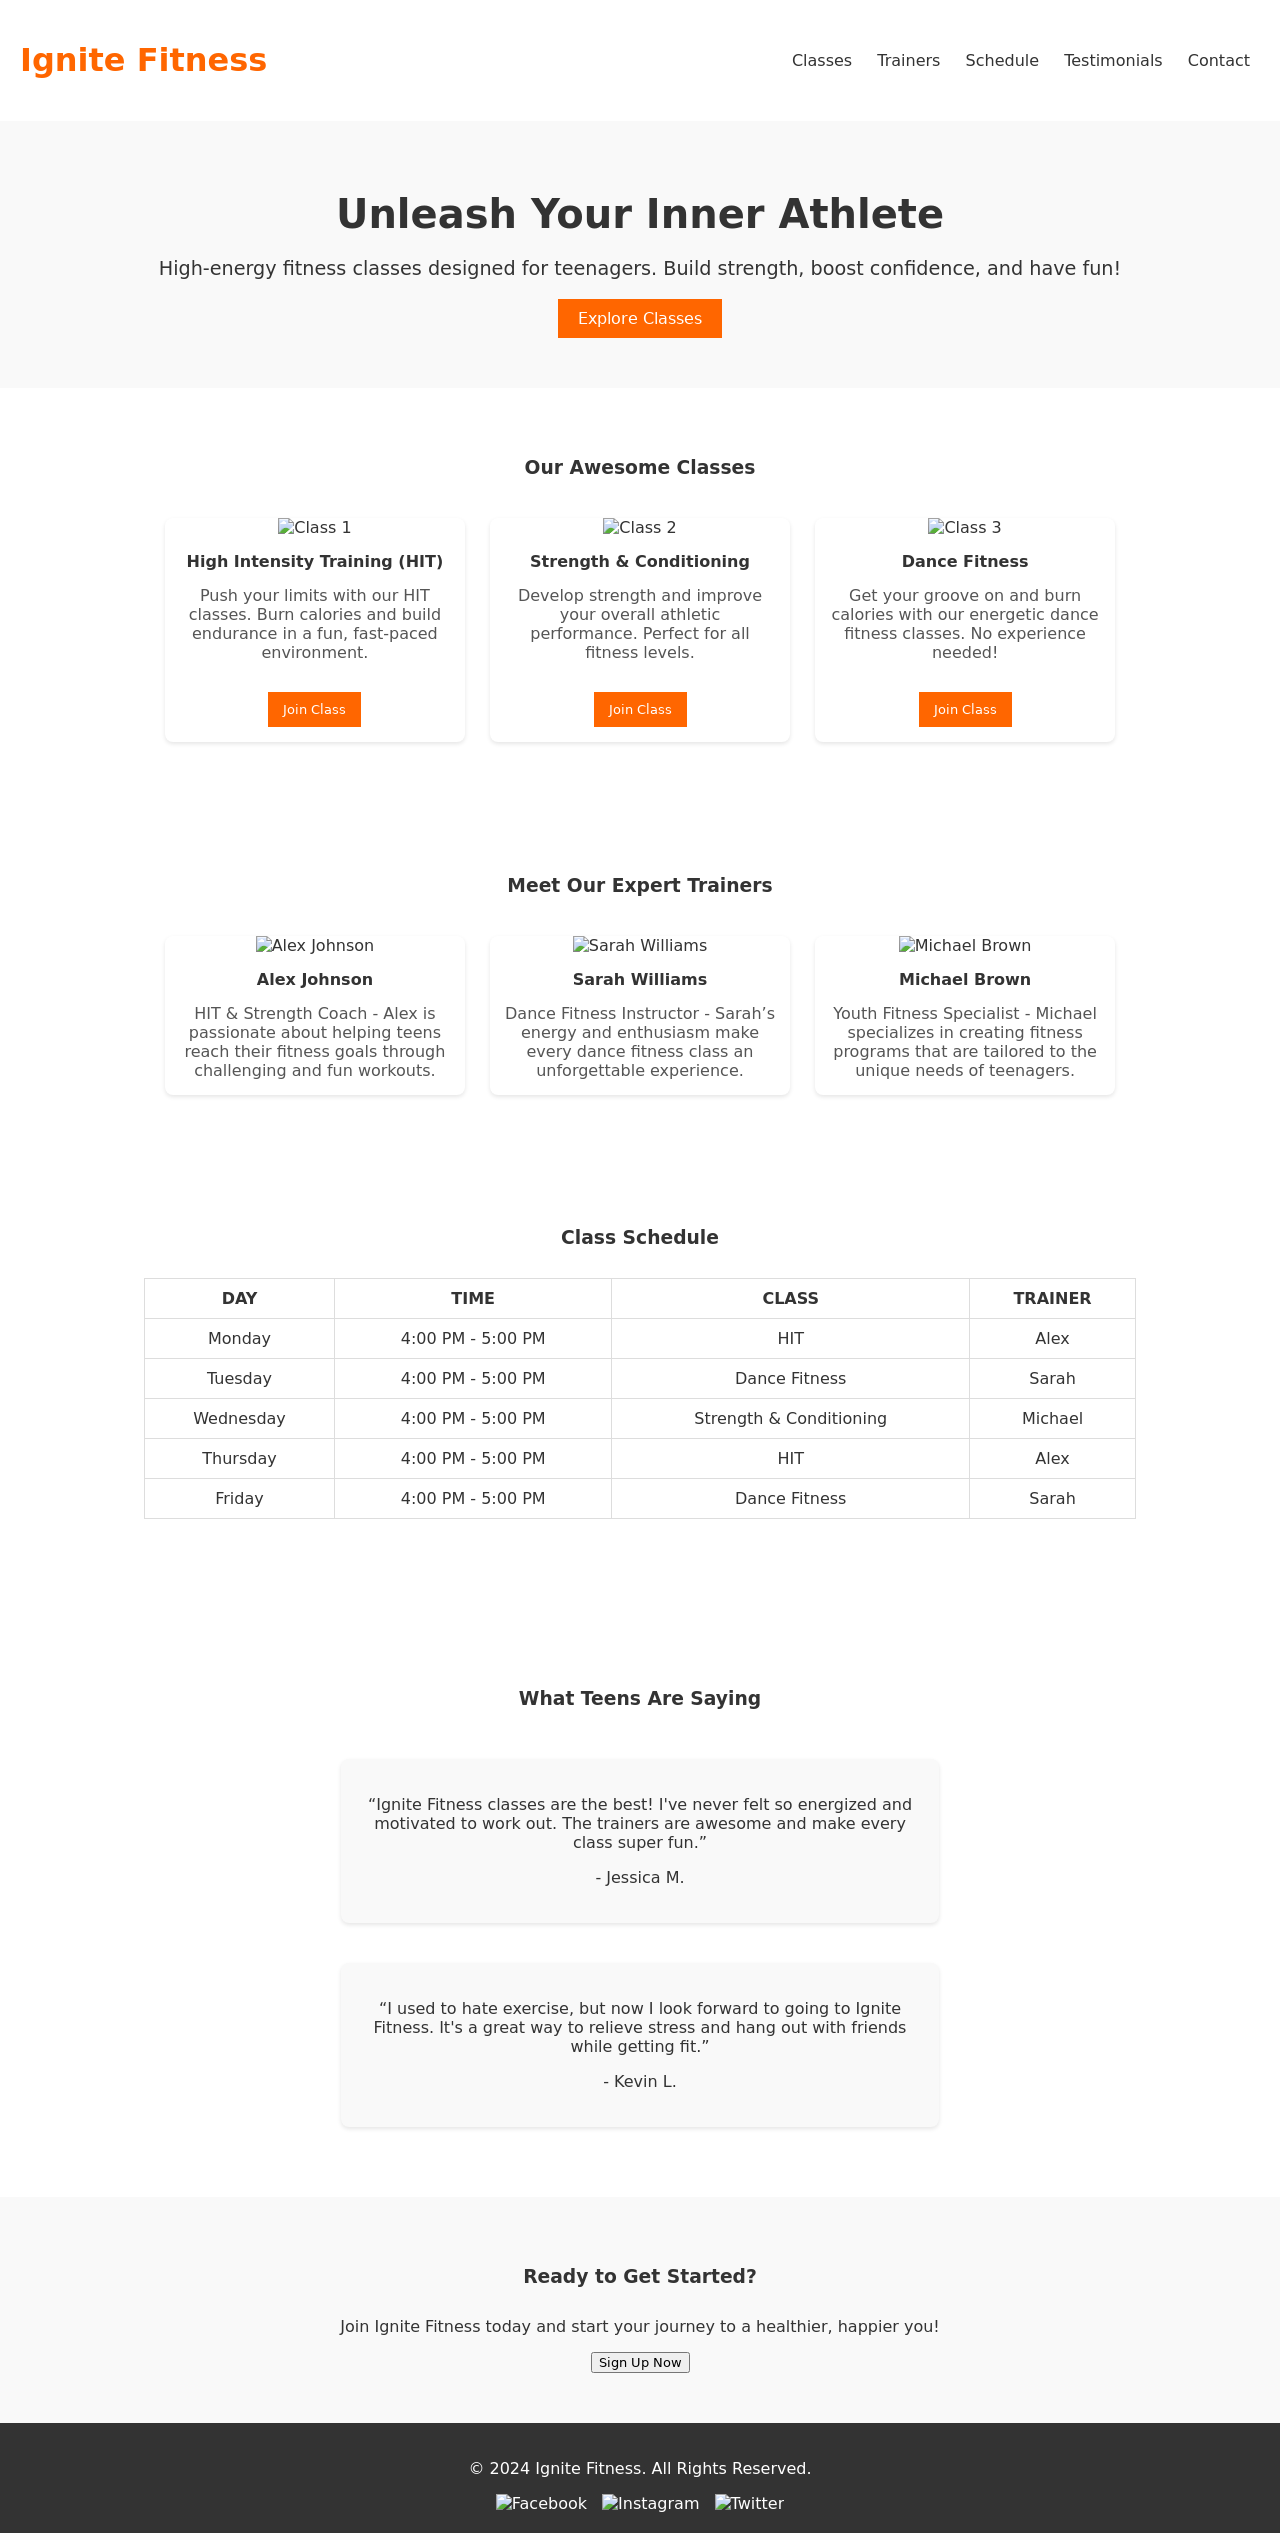 Ignite Fitness
Classes Trainers Schedule Testimonials Contact
Unleash Your Inner Athlete
High-energy fitness classes designed for teenagers. Build strength, boost confidence, and have fun!
Explore Classes
Our Awesome Classes
Class 1
High Intensity Training (HIT)
Push your limits with our HIT
classes. Burn calories and build
endurance in a fun, fast-paced
environment.
Join Class
Class 2
Strength & Conditioning
Develop strength and improve
your overall athletic
performance. Perfect for all
fitness levels.
Join Class
Class 3
Dance Fitness
Get your groove on and burn
calories with our energetic dance
fitness classes. No experience
needed!
Join Class
Meet Our Expert Trainers
Alex Johnson
Alex Johnson
HIT & Strength Coach - Alex is
passionate about helping teens
reach their fitness goals through
challenging and fun workouts.
Sarah Williams
Sarah Williams
Dance Fitness Instructor - Sarah’s
energy and enthusiasm make
every dance fitness class an
unforgettable experience.
Michael Brown
Michael Brown
Youth Fitness Specialist - Michael
specializes in creating fitness
programs that are tailored to the
unique needs of teenagers.
Class Schedule
DAY TIME CLASS TRAINER
Monday 4:00 PM - 5:00 PM HIT Alex
Tuesday 4:00 PM - 5:00 PM Dance Fitness Sarah
Wednesday 4:00 PM - 5:00 PM Strength & Conditioning Michael
Thursday 4:00 PM - 5:00 PM HIT Alex
Friday 4:00 PM - 5:00 PM Dance Fitness Sarah
What Teens Are Saying
“Ignite Fitness classes are the best! I've never felt so energized and
motivated to work out. The trainers are awesome and make every
class super fun.”
- Jessica M.
“I used to hate exercise, but now I look forward to going to Ignite
Fitness. It's a great way to relieve stress and hang out with friends
while getting fit.”
- Kevin L.
Ready to Get Started?
Join Ignite Fitness today and start your journey to a healthier, happier you!
Sign Up Now
© 2024 Ignite Fitness. All Rights Reserved.
Facebook Instagram Twitter